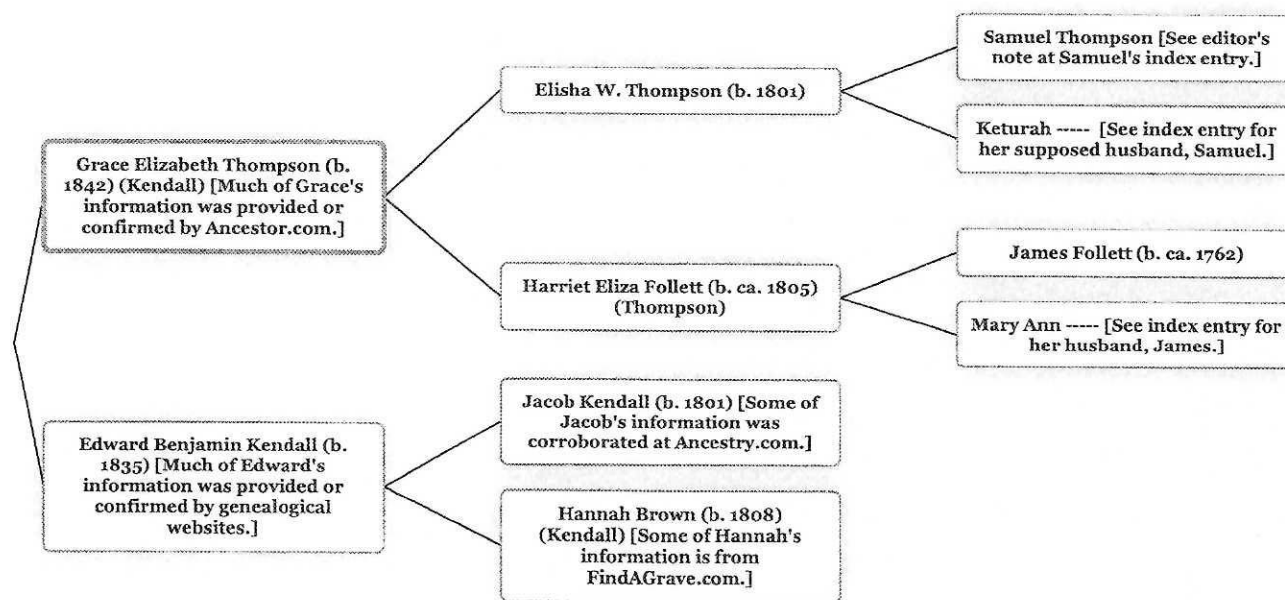 Samuel Thompson [See editor's
note at Samuel's index entry.]
Elisha W. Thompson (b. 1801)
Keturah ----- [See index entry for
her supposed husband, Samuel.]
Grace Elizabeth Thompson (b.
1842) (Kendall) [Much of Grace's
information was provided or
confirmed by Ancestor.com.]
James Follett (b. ca. 1762)
Harriet Eliza Follett (b. ca. 1805)
(Thompson)
Mary Ann ----- [See index entry for
her husband, James.]
Jacob Kendall (b. 1801) [Some of
Jacob's information was
corroborated at Ancestry.com.]
Edward Benjamin Kendall (b.
1835) [Much of Edward's
information was provided or
confirmed by genealogical
websites.]
Hannah Brown (b. 1808)
(Kendall) [Some of Hannah's
information is from
FindAGrave.com.]